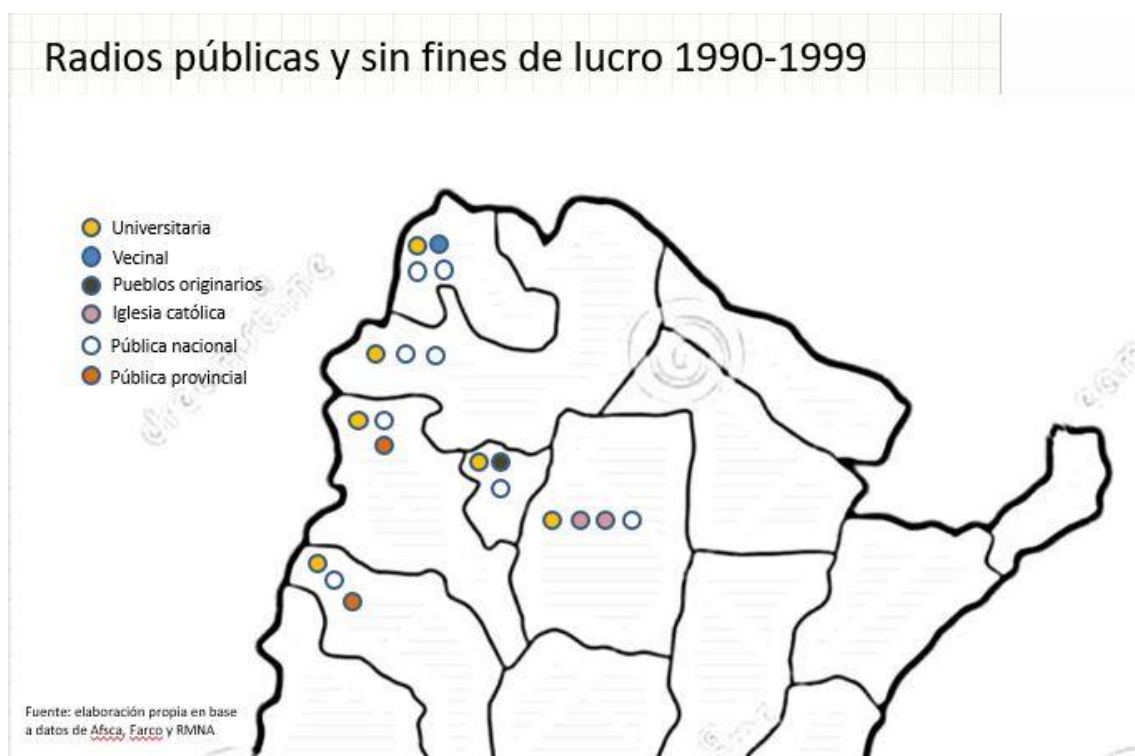 Radios públicas y sin fines de lucro 1990-1999
Universitaria
Vecinal
Pueblos originarios
Iglesia católica
Pública nacional
Pública provincial
Fuente: elaboración propia en base
a datos de Afsca, Farco y RMNA